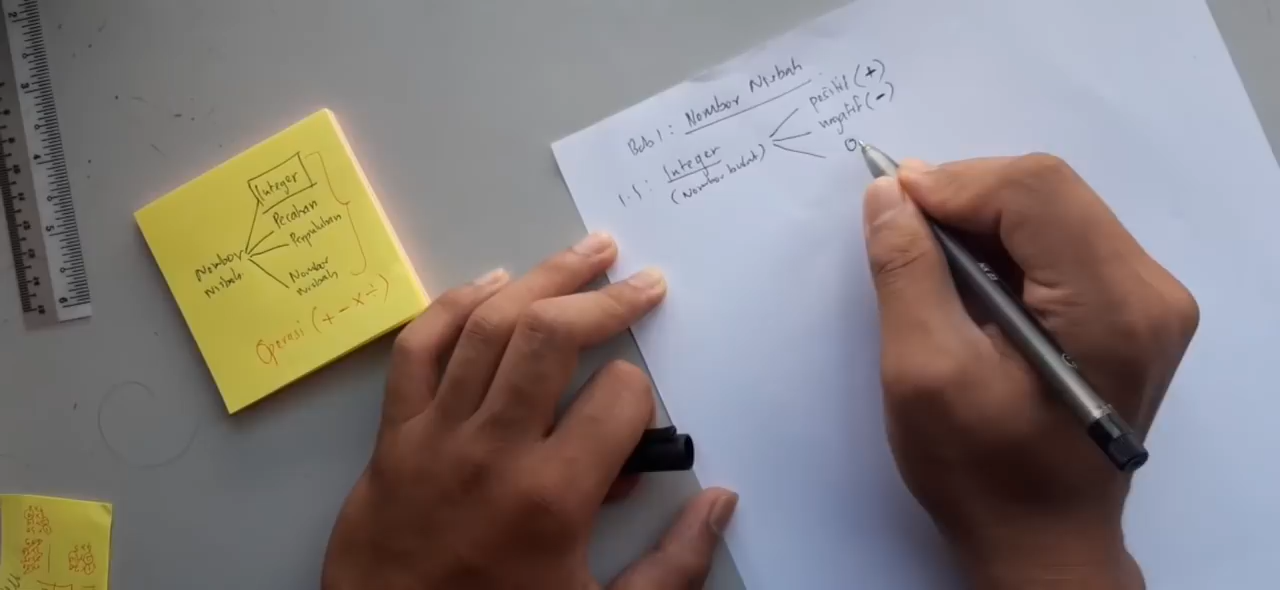 Integer
Pecahan
Perpuluhan
Nombor
Nisbah
Nombor
nisbah
Operasi (+ - × ÷)
Bab 1: Nombor Nisbah
1.1: Integer
(Nombor bulat)
positif (+)
negatif (-)
0